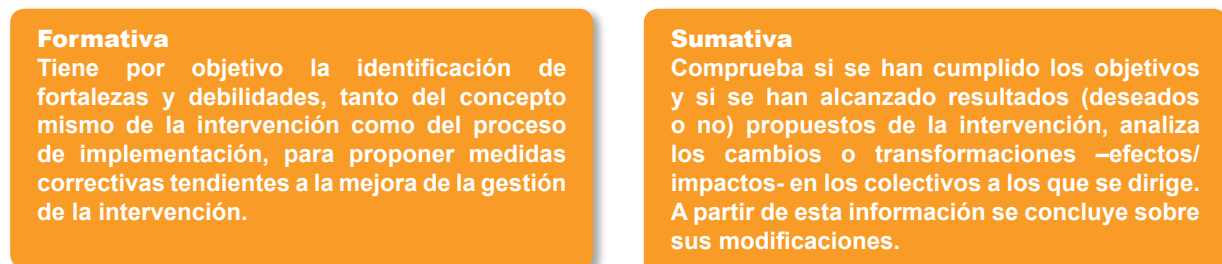 Formativa
Tiene por objetivo la identificación de
fortalezas y debilidades, tanto del concepto
mismo de la intervención como del proceso
de implementación, para proponer medidas
correctivas tendientes a la mejora de la gestión
de la intervención.
Sumativa
Comprueba si se han cumplido los objetivos
y si se han alcanzado resultados (deseados
o no) propuestos de la intervención, analiza
los cambios o transformaciones –efectos/
impactos- en los colectivos a los que se dirige.
A partir de esta información se concluye sobre
sus modificaciones.